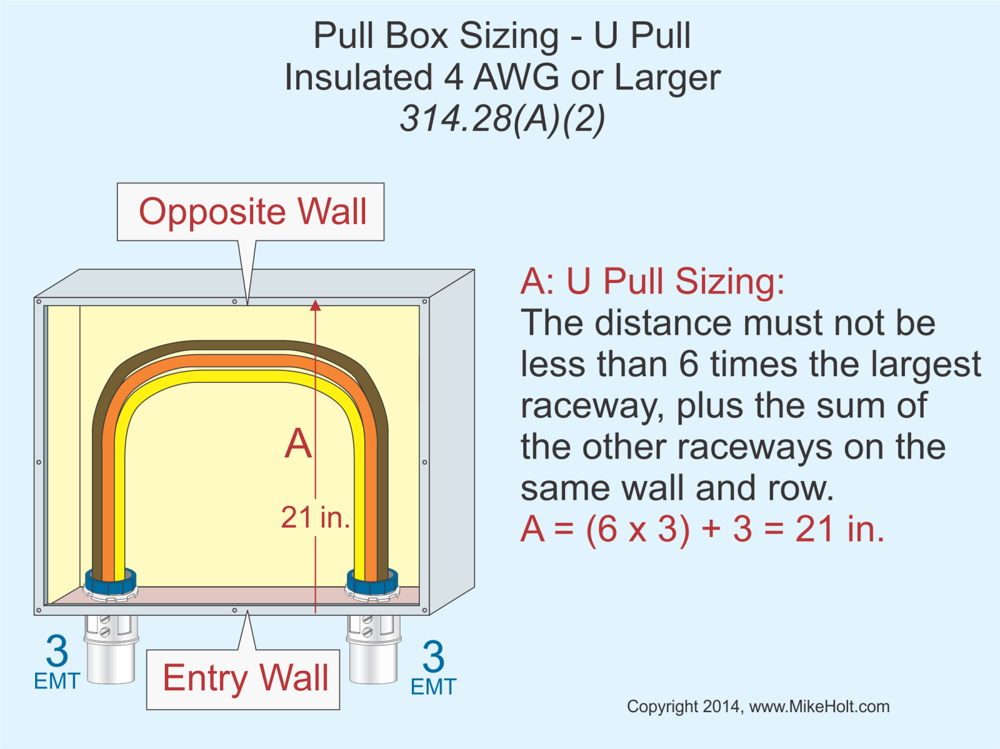 Pull Box Sizing - U Pull
Insulated 4 AWG or Larger
314.28(A)(2)
Opposite Wall
A: U Pull Sizing:
The distance must not be
less than 6 times the largest
raceway, plus the sum of
the other raceways on the
same wall and row.
A = (6 x 3) + 3 = 21 in.
A
21 in.
3
EMT
Entry Wall
3
EMT
Copyright 2014, www.MikeHolt.com